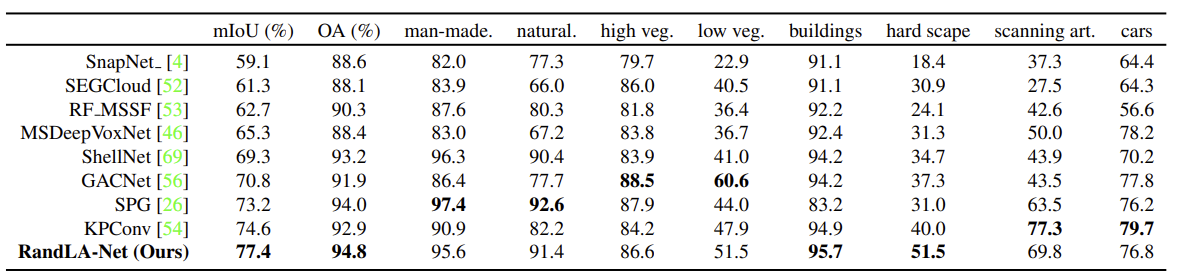 mIoU (%) OA (%) man-made. natural. high veg. low veg. buildings hard scape scanning art. cars
SnapNet_ [4] 59.1 88.6 82.0 77.3 79.7 22.9 91.1 18.4 37.3 64.4
SEGCloud [52] 61.3 88.1 83.9 66.0 86.0 40.5 91.1 30.9 27.5 64.3
RF_MSSF [53] 62.7 90.3 87.6 80.3 81.8 36.4 92.2 24.1 42.6 56.6
MSDeepVoxNet [46] 65.3 88.4 83.0 67.2 83.8 36.7 92.4 31.3 50.0 78.2
ShellNet [69] 69.3 93.2 96.3 90.4 83.9 41.0 94.2 34.7 43.9 70.2
GACNet [56] 70.8 91.9 86.4 77.7 88.5 60.6 94.2 37.3 43.5 77.8
SPG [26] 73.2 94.0 97.4 92.6 87.9 44.0 83.2 31.0 63.5 76.2
KPConv [54] 74.6 92.9 90.9 82.2 84.2 47.9 94.9 40.0 77.3 79.7
RandLA-Net (Ours) 77.4 94.8 95.6 91.4 86.6 51.5 95.7 51.5 69.8 76.8